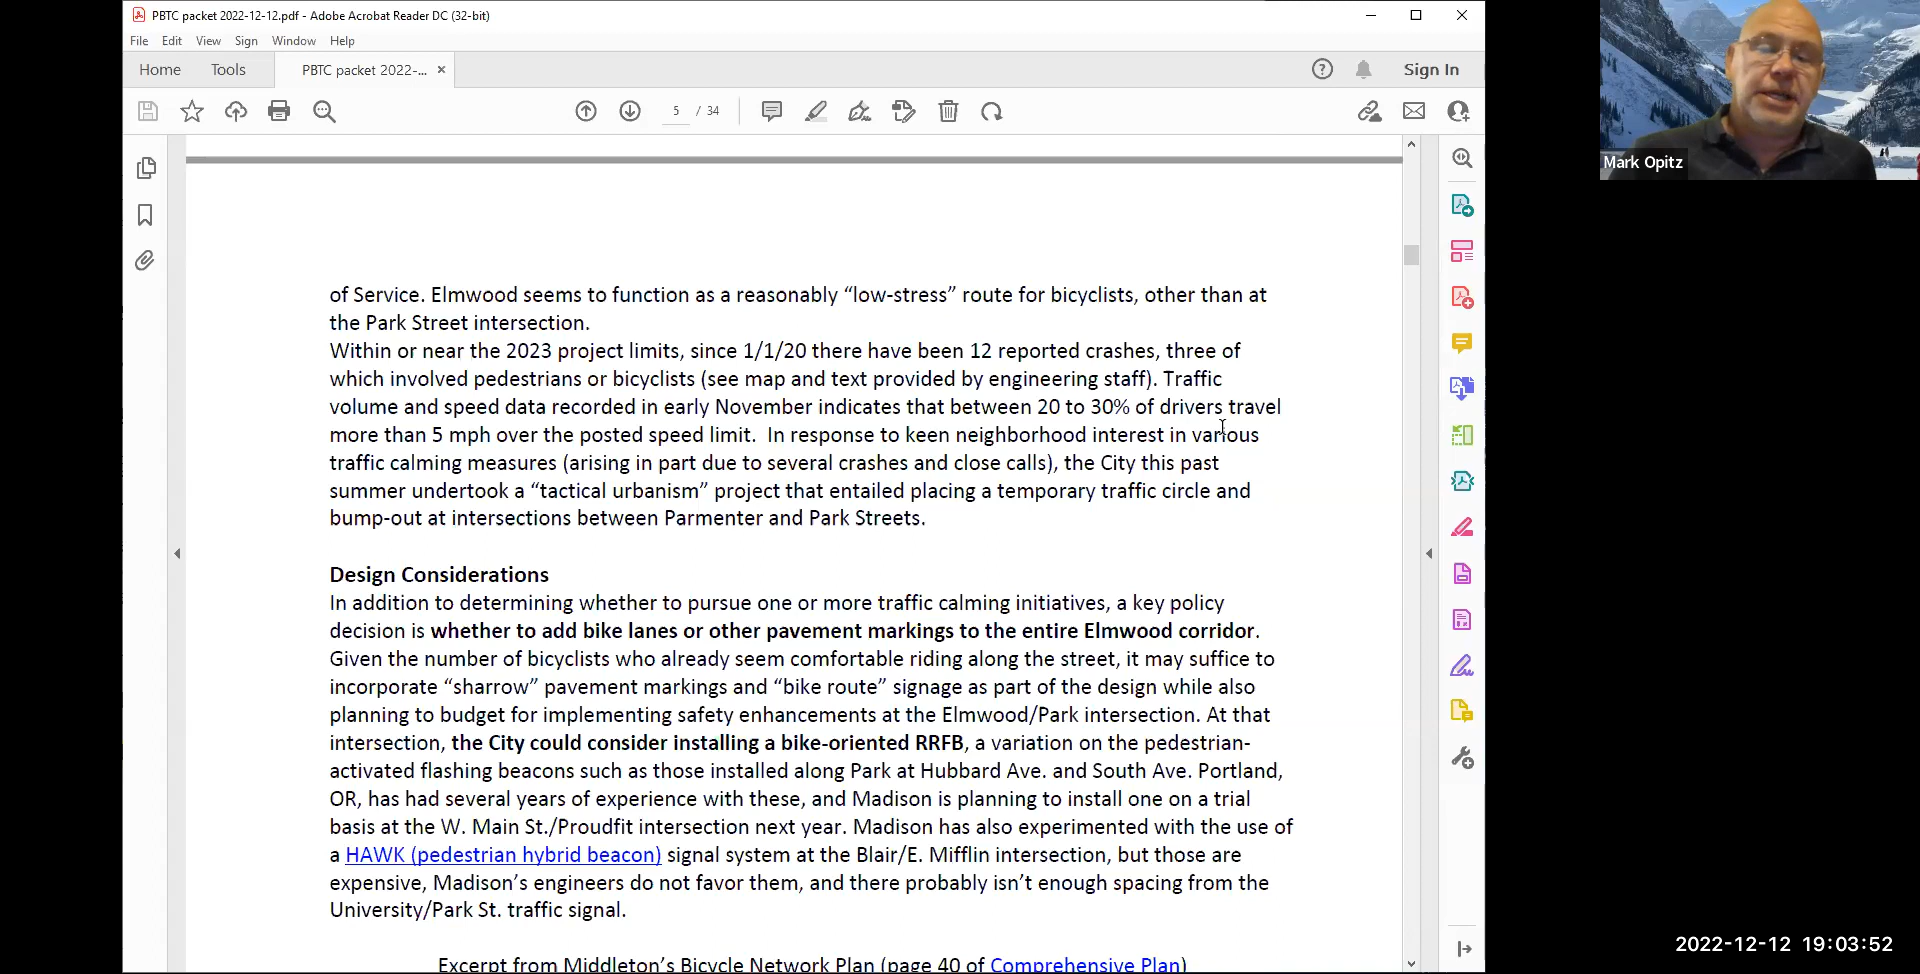 PBTC packet 2022-12-12.pdf - Adobe Acrobat Reader DC (32-bit)
File Edit View Sign Window Help
Home Tools PBTC packet 2022-... × Sign In
5 / 34
Mark Opitz
of Service. Elmwood seems to function as a reasonably “low-stress” route for bicyclists, other than at
the Park Street intersection.
Within or near the 2023 project limits, since 1/1/20 there have been 12 reported crashes, three of
which involved pedestrians or bicyclists (see map and text provided by engineering staff). Traffic
volume and speed data recorded in early November indicates that between 20 to 30% of drivers travel
more than 5 mph over the posted speed limit.  In response to keen neighborhood interest in various
traffic calming measures (arising in part due to several crashes and close calls), the City this past
summer undertook a “tactical urbanism” project that entailed placing a temporary traffic circle and
bump-out at intersections between Parmenter and Park Streets.
Design Considerations
In addition to determining whether to pursue one or more traffic calming initiatives, a key policy
decision is whether to add bike lanes or other pavement markings to the entire Elmwood corridor.
Given the number of bicyclists who already seem comfortable riding along the street, it may suffice to
incorporate “sharrow” pavement markings and “bike route” signage as part of the design while also
planning to budget for implementing safety enhancements at the Elmwood/Park intersection. At that
intersection, the City could consider installing a bike-oriented RRFB, a variation on the pedestrian-
activated flashing beacons such as those installed along Park at Hubbard Ave. and South Ave. Portland,
OR, has had several years of experience with these, and Madison is planning to install one on a trial
basis at the W. Main St./Proudfit intersection next year. Madison has also experimented with the use of
a HAWK (pedestrian hybrid beacon) signal system at the Blair/E. Mifflin intersection, but those are
expensive, Madison’s engineers do not favor them, and there probably isn’t enough spacing from the
University/Park St. traffic signal.
Excerpt from Middleton’s Bicycle Network Plan (page 40 of Comprehensive Plan)
2022-12-12 19:03:52